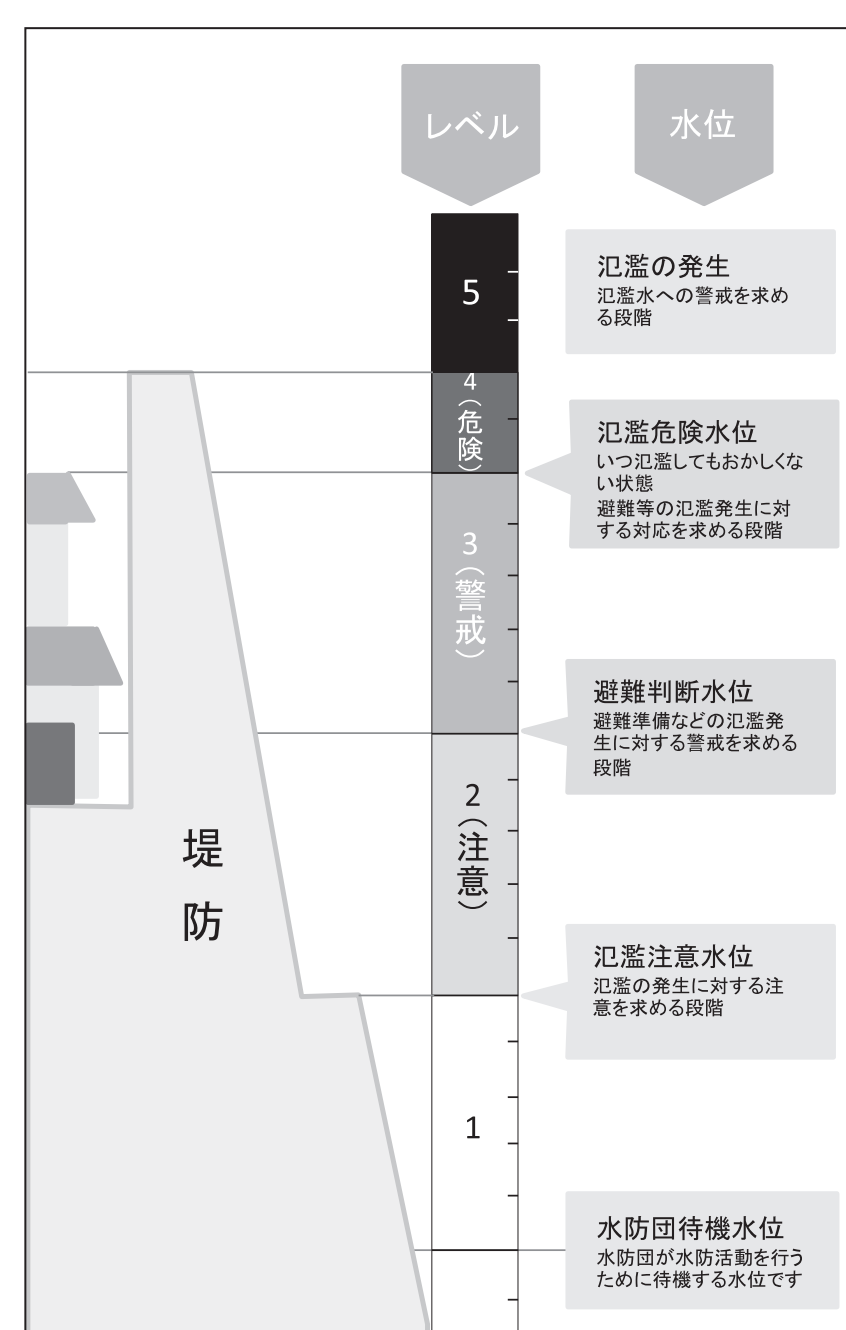 レベル
水位
5
氾濫の発生
氾濫水への警戒を求め
る段階
4（危険）
氾濫危険水位
いつ氾濫してもおかしくな
い状態
避難等の氾濫発生に対
する対応を求める段階
3（警戒）
避難判断水位
避難準備などの氾濫発
生に対する警戒を求める
段階
2（注意）
堤防
氾濫注意水位
氾濫の発生に対する注
意を求める段階
1
水防団待機水位
水防団が水防活動を行う
ために待機する水位です